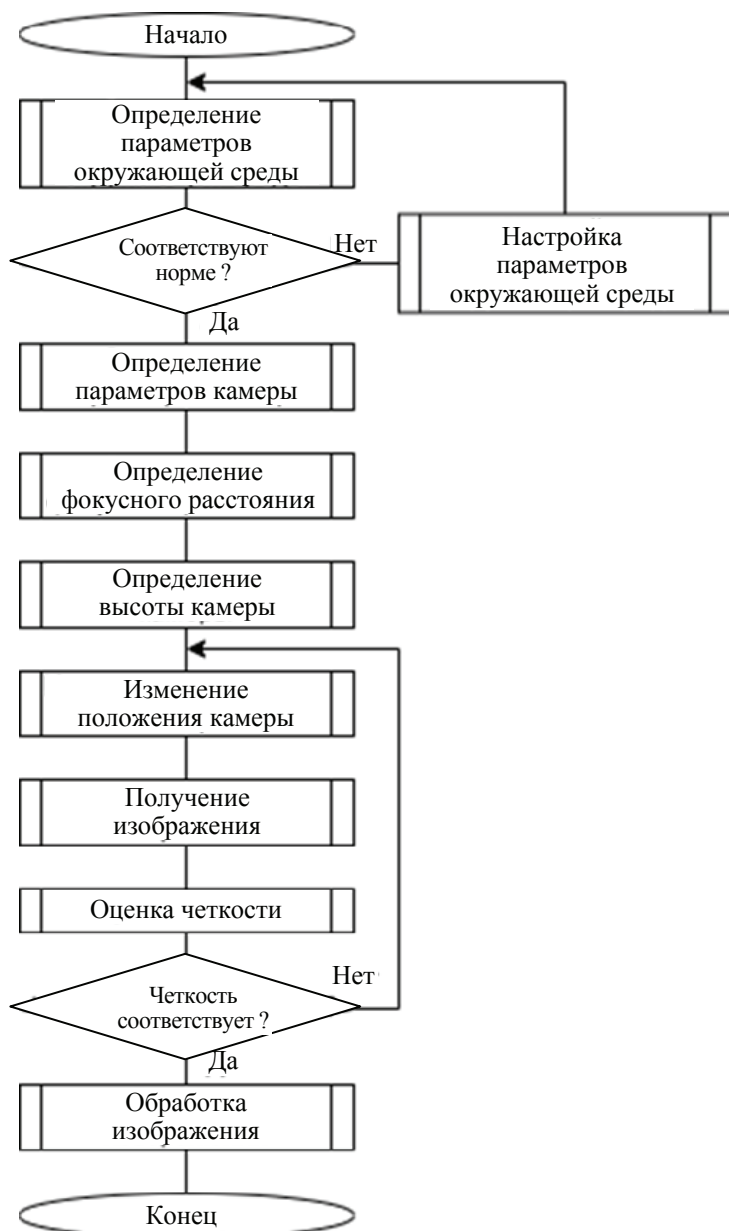 Начало
Определение
параметров
окружающей среды
Соответствуют
норме ?
Нет
Настройка
параметров
окружающей среды
Да
Определение
параметров камеры
Определение
фокусного расстояния
Определение
высоты камеры
Изменение
положения камеры
Получение
изображения
Оценка четкости
Четкость
соответствует ?
Нет
Да
Обработка
изображения
Конец